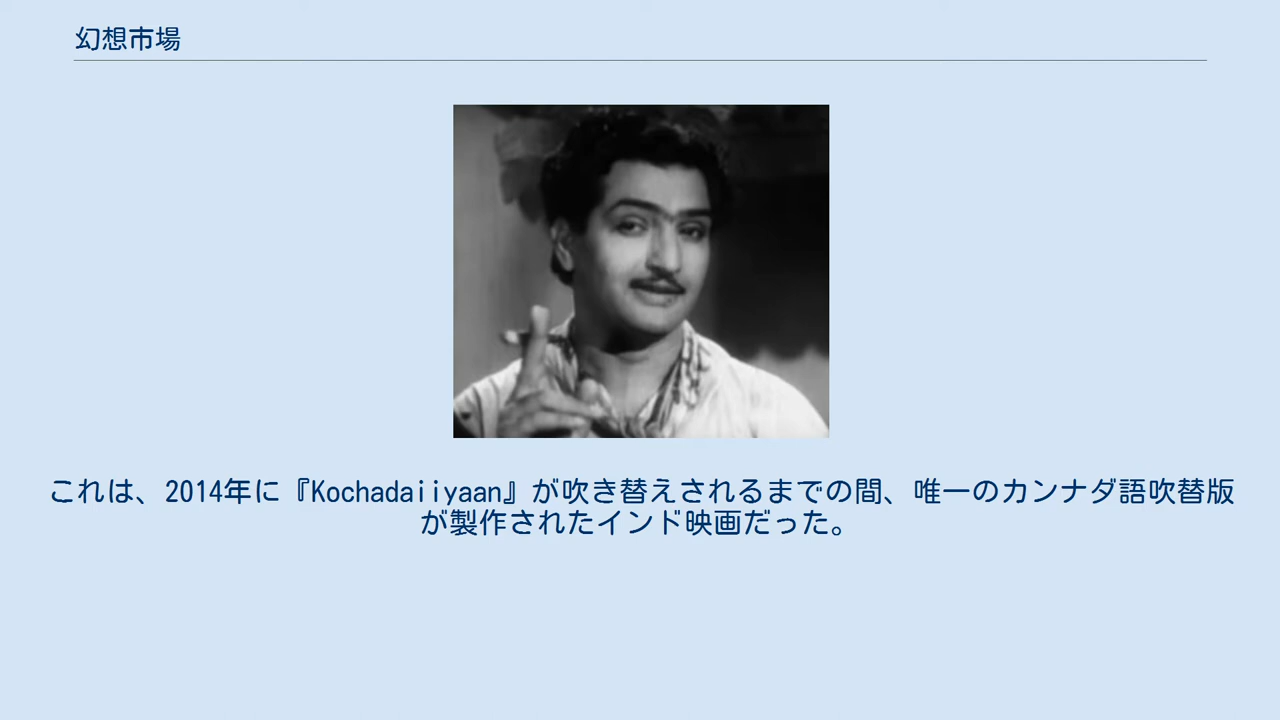 幻想市場
これは、2014年に『Kochadaiiyaan』が吹き替えされるまでの間、唯一のカンナダ語吹替版
が製作されたインド映画だった。